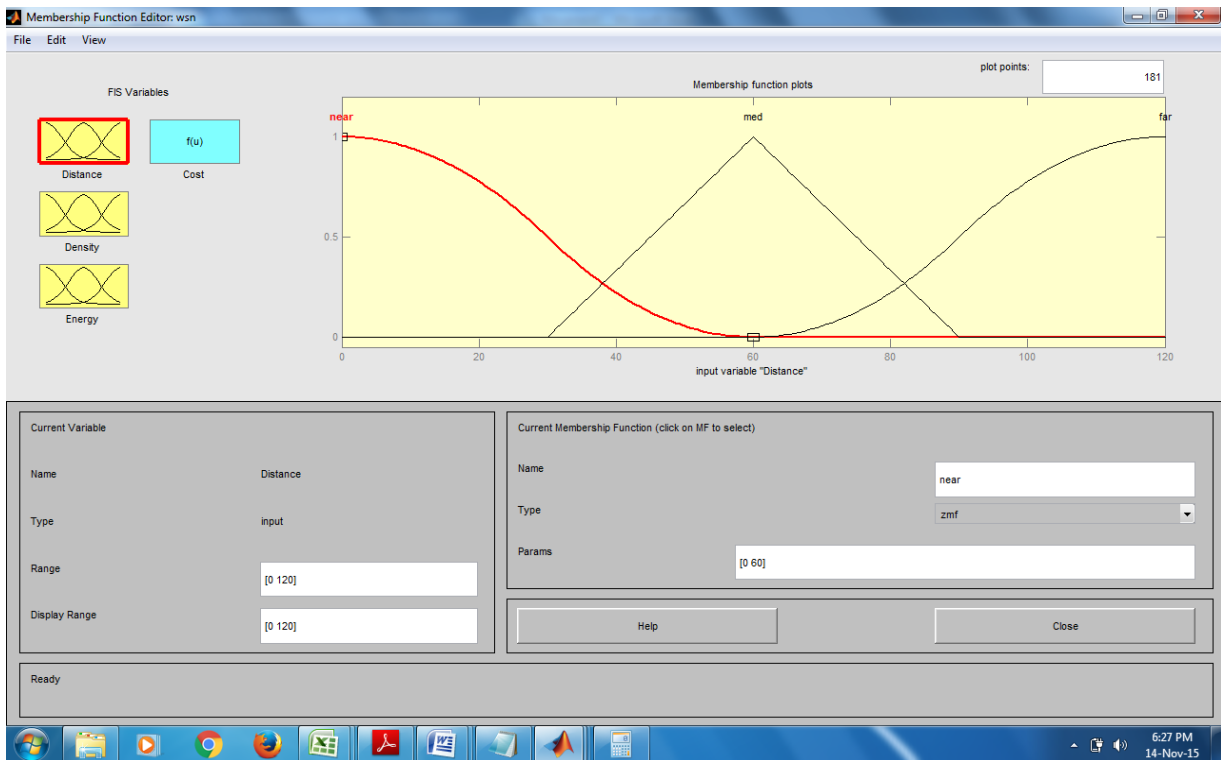 Membership Function Editor: wsn
File Edit View
FIS Variables
f(u)
Distance Cost
Density
Energy
plot points: 181
Membership function plots
near med far
1
0.5
0
0 20 40 60 80 100 120
input variable "Distance"
Current Variable
Name Distance
Type input
Range [0 120]
Display Range [0 120]
Current Membership Function (click on MF to select)
Name near
Type zmf
Params [0 60]
Help Close
Ready
6:27 PM
14-Nov-15